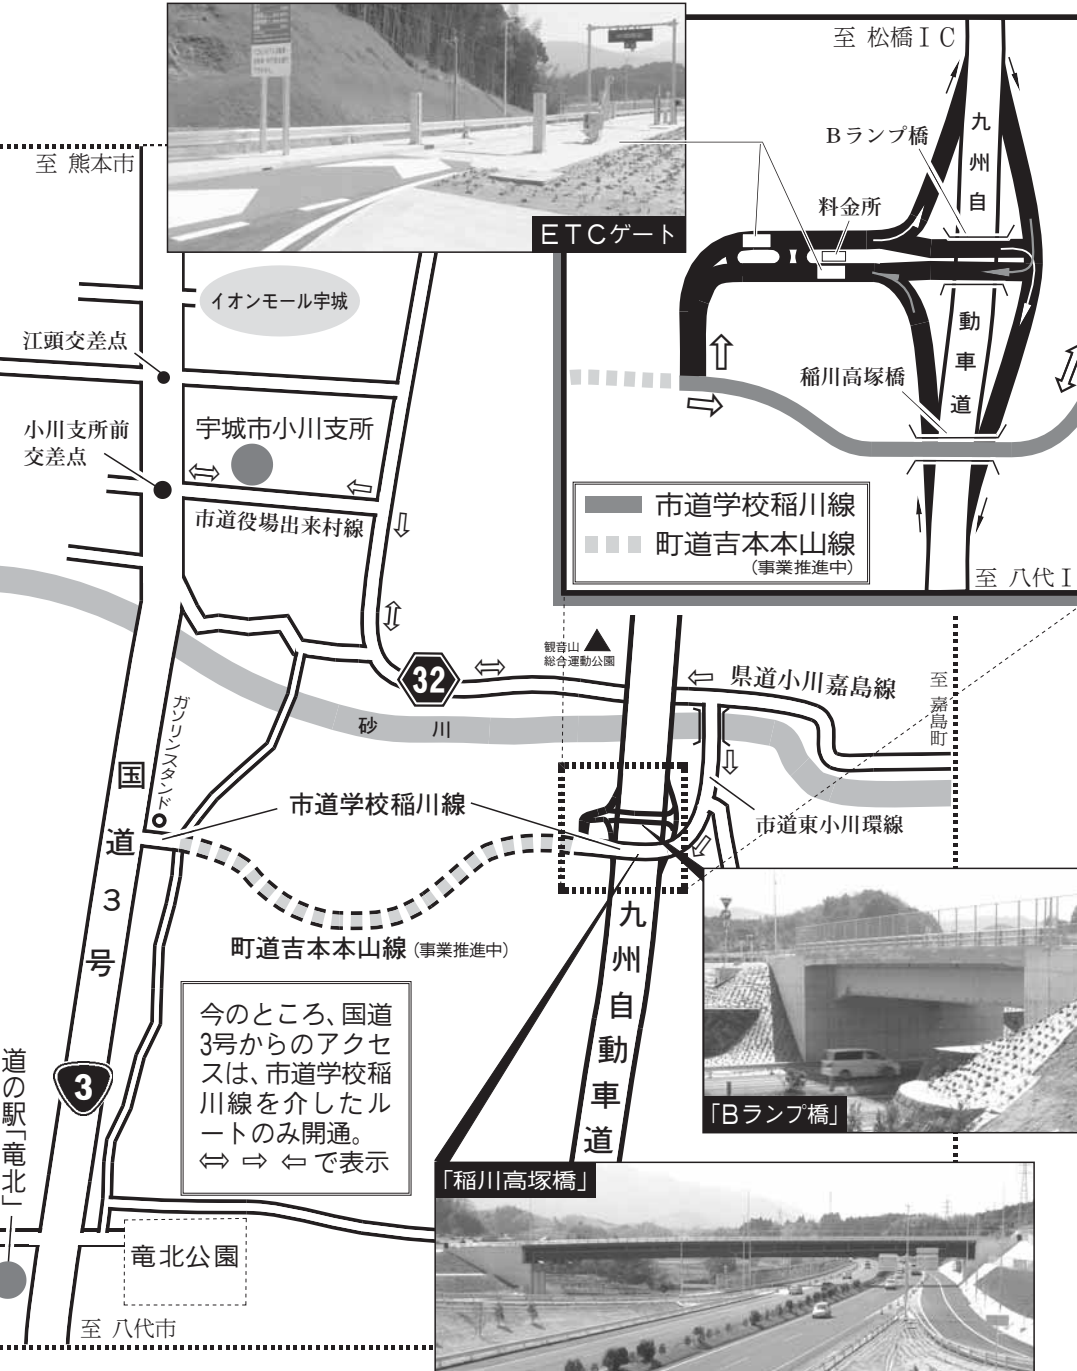 至 松橋ＩＣ
九州自動車道
Bランプ橋
料金所
ETCゲート
至 熊本市
イオンモール宇城
江頭交差点
小川支所前
交差点
宇城市小川支所
市道役場出来村線
稲川高塚橋
市道学校稲川線
町道吉本本山線
(事業推進中)
至 八代Ｉ
観音山
総合運動公園
32
県道小川嘉島線
至 嘉島町
砂川
ガソリンスタンド
国道３号
市道学校稲川線
市道東小川環線
町道吉本本山線(事業推進中)
九州自動車道
今のところ、国道
3号からのアクセ
スは、市道学校稲
川線を介したル
ートのみ開通。
⇔ ⇨ ⇦ で表示
「Bランプ橋」
3
道の駅「竜北」
「稲川高塚橋」
竜北公園
至 八代市